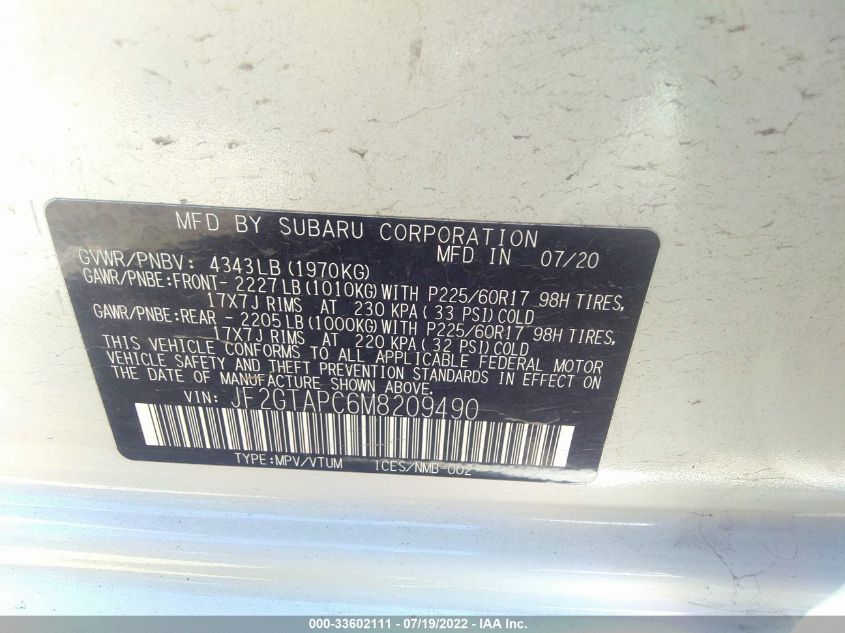 MFD BY SUBARU CORPORATION
MFD IN 07/20
GVWR/PNBV: 4343LB(1970KG)
GAWR/PNBE:FRONT- 2227LB(1010KG)WITH P225/60R17 98H TIRES,
17X7J RIMS AT 230 KPA(33 PSI)COLD
GAWR/PNBE:REAR - 2205LB(1000KG)WITH P225/60R17 98H TIRES,
17X7J RIMS AT 220 KPA(32 PSI)COLD
THIS VEHICLE CONFORMS TO ALL APPLICABLE FEDERAL MOTOR
VEHICLE SAFETY AND THEFT PREVENTION STANDARDS IN EFFECT ON
THE DATE OF MANUFACTURE SHOWN ABOVE.
VIN: JF2GTAPC6M8209490
TYPE:MPV/VTUM ICES/NMB-002
000-33602111 - 07/19/2022 - IAA Inc.